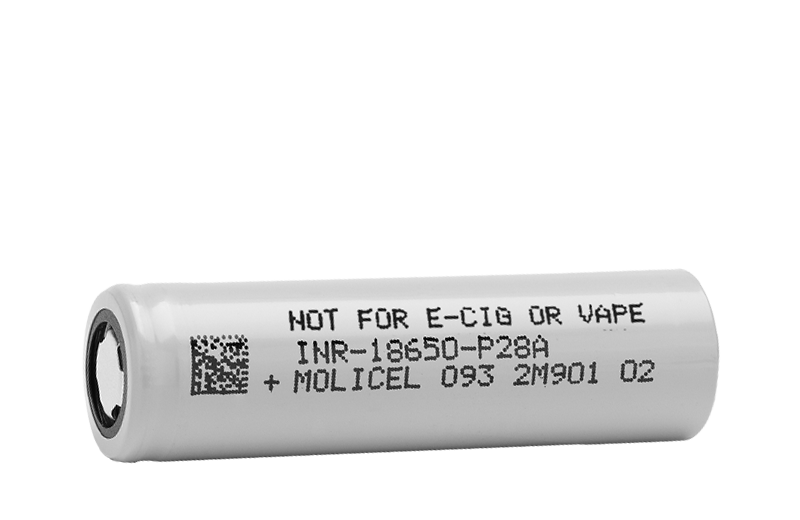 NOT FOR E-CIG OR VAPE
INR-18650-P28A
+ MOLICEL 093 2M901 02